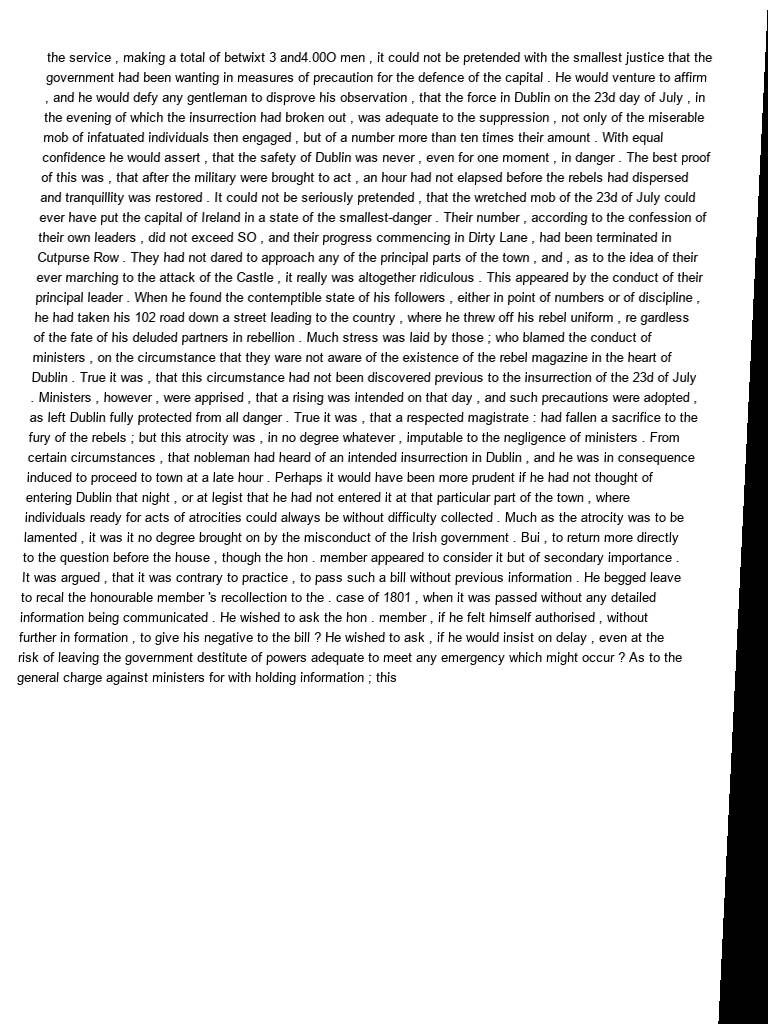 the service , making a total of betwixt 3 and4.00O men , it could not be pretended with the smallest justice that the
government had been wanting in measures of precaution for the defence of the capital . He would venture to affirm
, and he would defy any gentleman to disprove his observation , that the force in Dublin on the 23d day of July , in
the evening of which the insurrection had broken out , was adequate to the suppression , not only of the miserable
mob of infatuated individuals then engaged , but of a number more than ten times their amount . With equal
confidence he would assert , that the safety of Dublin was never , even for one moment , in danger . The best proof
of this was , that after the military were brought to act , an hour had not elapsed before the rebels had dispersed
and tranquillity was restored . It could not be seriously pretended , that the wretched mob of the 23d of July could
ever have put the capital of Ireland in a state of the smallest-danger . Their number , according to the confession of
their own leaders , did not exceed SO , and their progress commencing in Dirty Lane , had been terminated in
Cutpurse Row . They had not dared to approach any of the principal parts of the town , and , as to the idea of their
ever marching to the attack of the Castle , it really was altogether ridiculous . This appeared by the conduct of their
principal leader . When he found the contemptible state of his followers , either in point of numbers or of discipline ,
he had taken his 102 road down a street leading to the country , where he threw off his rebel uniform , re gardless
of the fate of his deluded partners in rebellion . Much stress was laid by those ; who blamed the conduct of
ministers , on the circumstance that they ware not aware of the existence of the rebel magazine in the heart of
Dublin . True it was , that this circumstance had not been discovered previous to the insurrection of the 23d of July
. Ministers , however , were apprised , that a rising was intended on that day , and such precautions were adopted ,
as left Dublin fully protected from all danger . True it was , that a respected magistrate : had fallen a sacrifice to the
fury of the rebels ; but this atrocity was , in no degree whatever , imputable to the negligence of ministers . From
certain circumstances , that nobleman had heard of an intended insurrection in Dublin , and he was in consequence
induced to proceed to town at a late hour . Perhaps it would have been more prudent if he had not thought of
entering Dublin that night , or at legist that he had not entered it at that particular part of the town , where
individuals ready for acts of atrocities could always be without difficulty collected . Much as the atrocity was to be
lamented , it was it no degree brought on by the misconduct of the Irish government . Bui , to return more directly
to the question before the house , though the hon . member appeared to consider it but of secondary importance .
It was argued , that it was contrary to practice , to pass such a bill without previous information . He begged leave
to recal the honourable member 's recollection to the . case of 1801 , when it was passed without any detailed
information being communicated . He wished to ask the hon . member , if he felt himself authorised , without
further in formation , to give his negative to the bill ? He wished to ask , if he would insist on delay , even at the
risk of leaving the government destitute of powers adequate to meet any emergency which might occur ? As to the
general charge against ministers for with holding information ; this